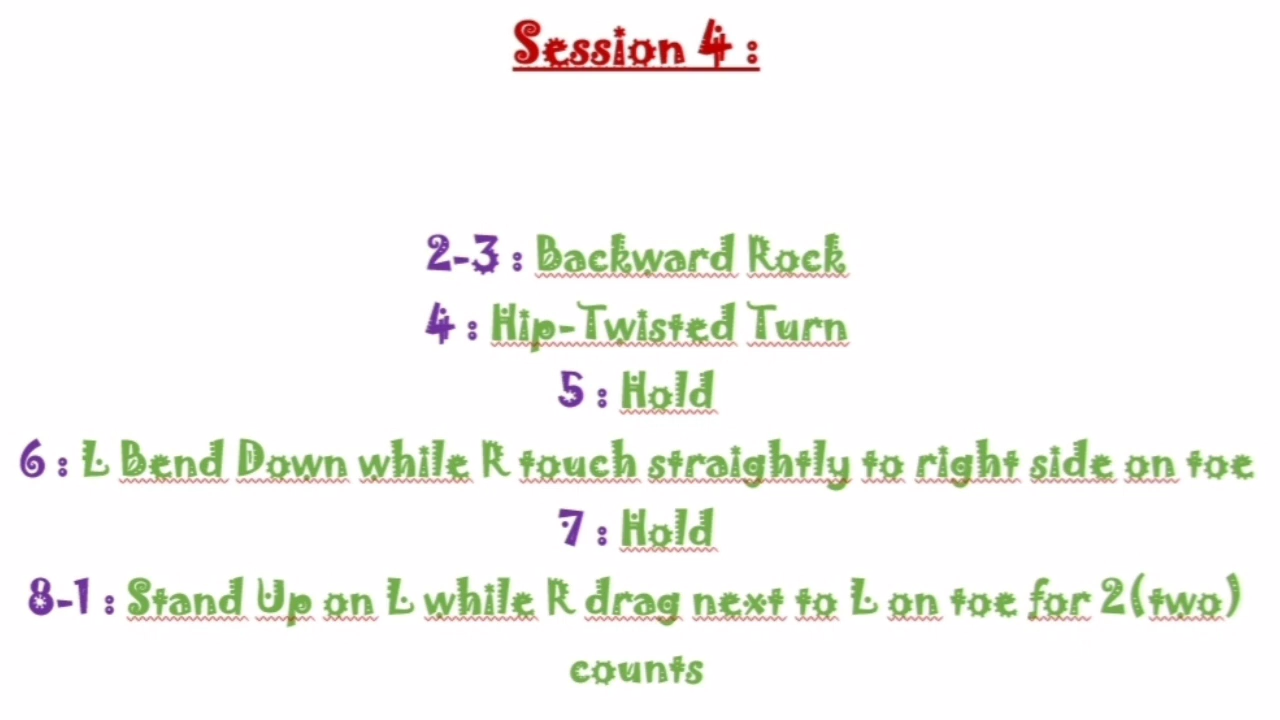 Session 4 :
2-3 : Backward Rock
4 : Hip-Twisted Turn
5 : Hold
6 : L Bend Down while R touch straightly to right side on toe
7 : Hold
8-1 : Stand Up on L while R drag next to L on toe for 2(two)
counts